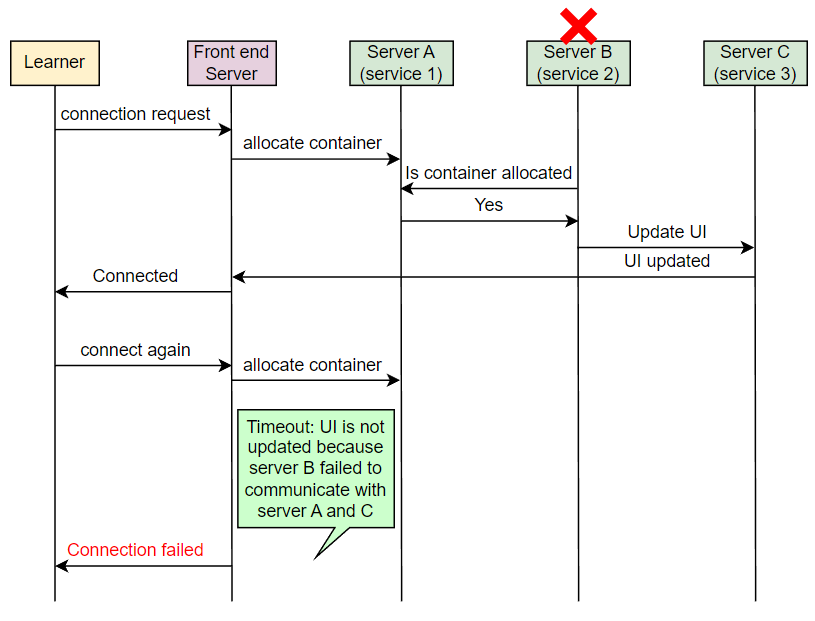 Learner
Front end
Server
Server A
(service 1)
Server B
(service 2)
Server C
(service 3)
connection request
allocate container
Is container allocated
Yes
Update UI
UI updated
Connected
connect again
allocate container
Timeout: UI is not
updated because
server B failed to
communicate with
server A and C
Connection failed